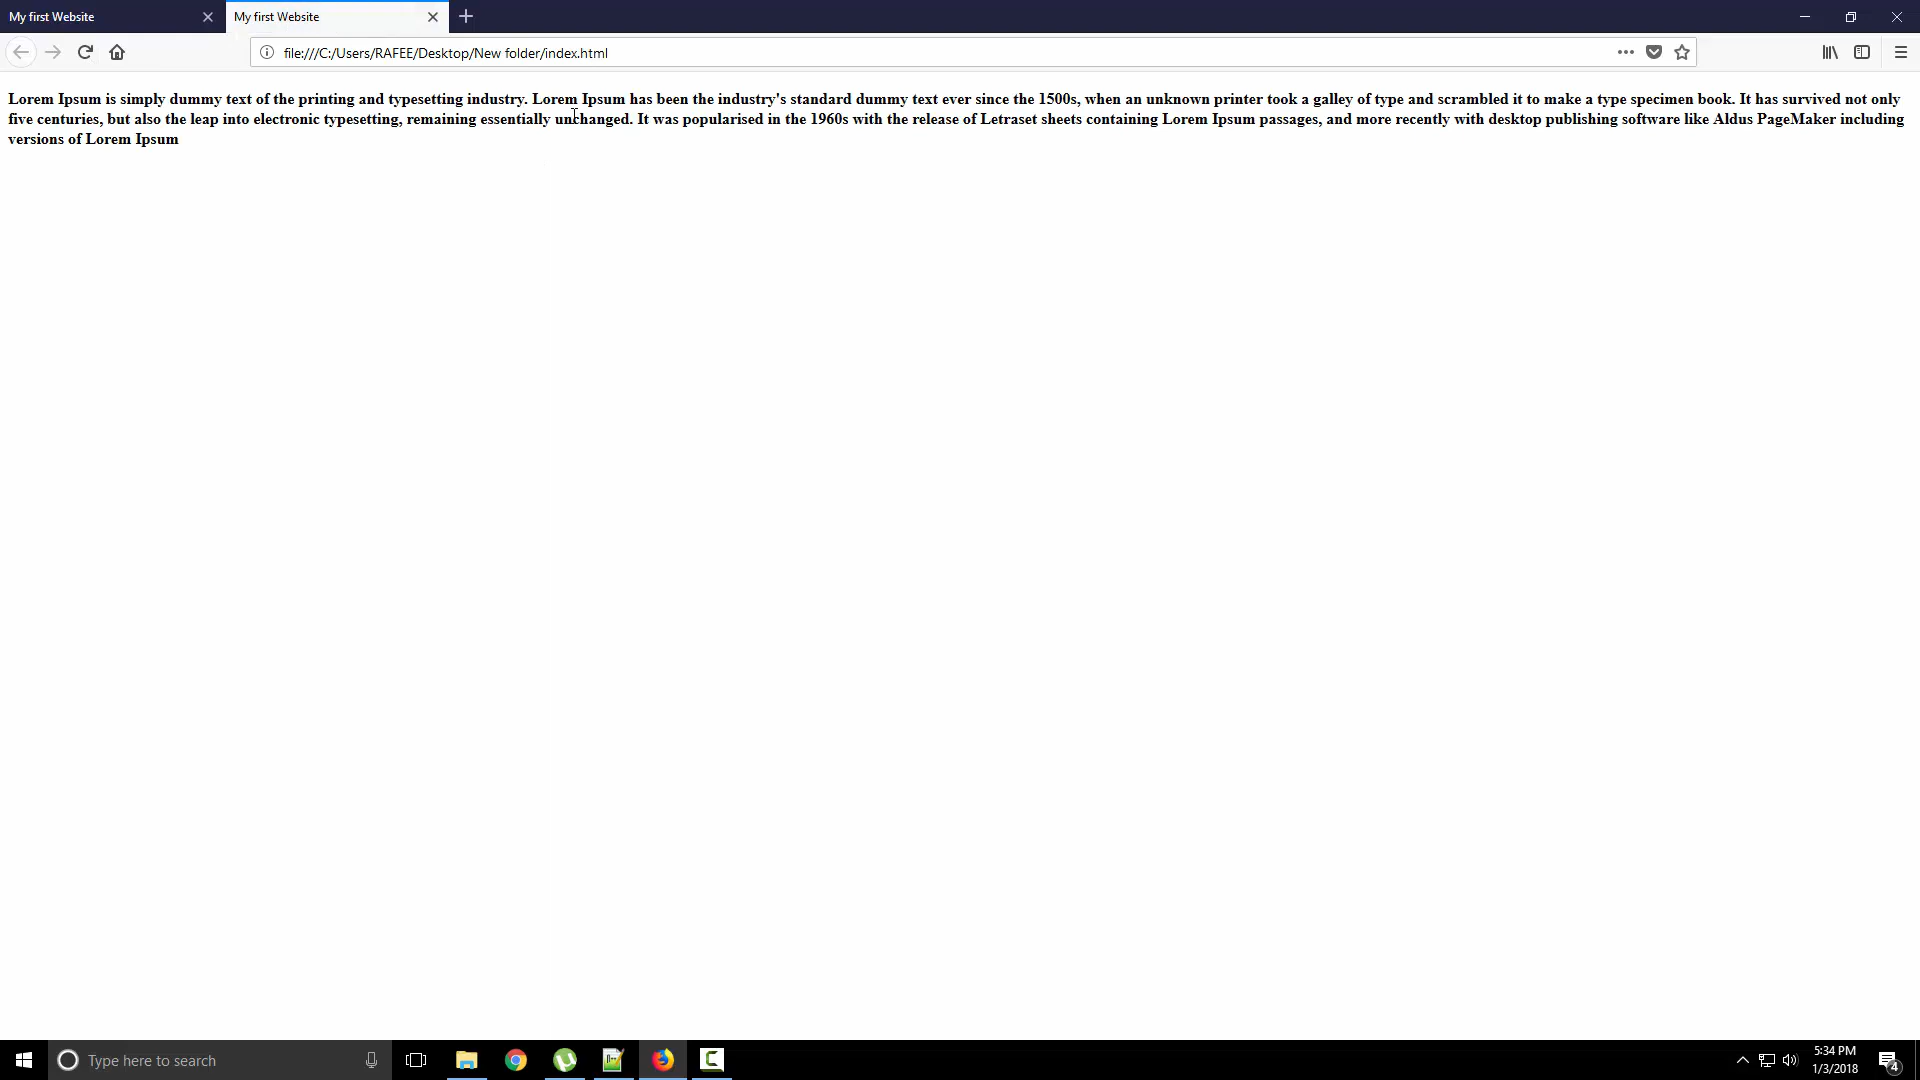 My first Website
My first Website
file:///C:/Users/RAFEE/Desktop/New folder/index.html
Lorem Ipsum is simply dummy text of the printing and typesetting industry. Lorem Ipsum has been the industry's standard dummy text ever since the 1500s, when an unknown printer took a galley of type and scrambled it to make a type specimen book. It has survived not only
five centuries, but also the leap into electronic typesetting, remaining essentially unchanged. It was popularised in the 1960s with the release of Letraset sheets containing Lorem Ipsum passages, and more recently with desktop publishing software like Aldus PageMaker including
versions of Lorem Ipsum
Type here to search
5:34 PM
1/3/2018
4